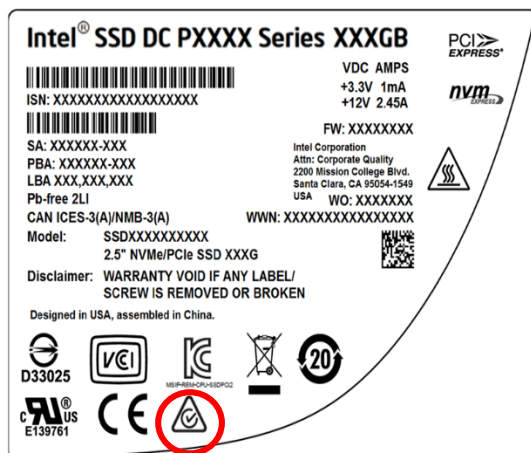 Intel® SSD DC PXXXX Series XXXGB
PCI EXPRESS®
ISN: XXXXXXXXXXXXXXXXXX
VDC AMPS
+3.3V 1mA
+12V 2.45A
nvm EXPRESS
FW: XXXXXXXX
SA: XXXXXX-XXX
PBA: XXXXXX-XXX
LBA XXX,XXX,XXX
Pb-free 2LI
CAN ICES-3(A)/NMB-3(A)
Intel Corporation
Attn: Corporate Quality
2200 Mission College Blvd.
Santa Clara, CA 95054-1549
USA WO: XXXXXXX
WWN: XXXXXXXXXXXXXXXX
Model: SSDXXXXXXXXXX
2.5" NVMe/PCIe SSD XXXG
Disclaimer: WARRANTY VOID IF ANY LABEL/
SCREW IS REMOVED OR BROKEN
Designed in USA, assembled in China.
D33025
VCI
KC
MSIP-REM-CPU-SSDPCI2
20
c RU® US
E139761
CE